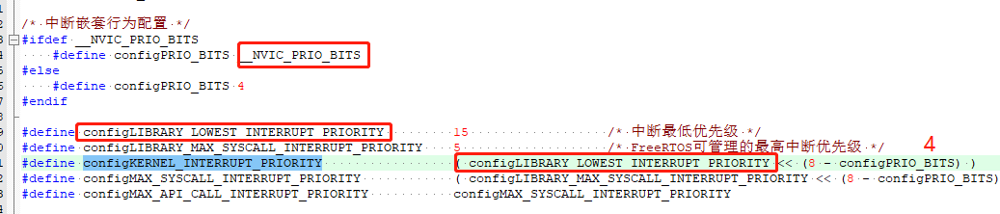 /* 中断嵌套行为配置 */
#ifdef __NVIC_PRIO_BITS
#define configPRIO_BITS __NVIC_PRIO_BITS
#else
#define configPRIO_BITS 4
#endif
#define configLIBRARY_LOWEST_INTERRUPT_PRIORITY 15 /* 中断最低优先级 */
#define configLIBRARY_MAX_SYSCALL_INTERRUPT_PRIORITY 5 /* FreeRTOS可管理的最高中断优先级 */ 4
#define configKERNEL_INTERRUPT_PRIORITY ( configLIBRARY_LOWEST_INTERRUPT_PRIORITY << (8 - configPRIO_BITS) )
#define configMAX_SYSCALL_INTERRUPT_PRIORITY ( configLIBRARY_MAX_SYSCALL_INTERRUPT_PRIORITY << (8 - configPRIO_BITS)
#define configMAX_API_CALL_INTERRUPT_PRIORITY configMAX_SYSCALL_INTERRUPT_PRIORITY